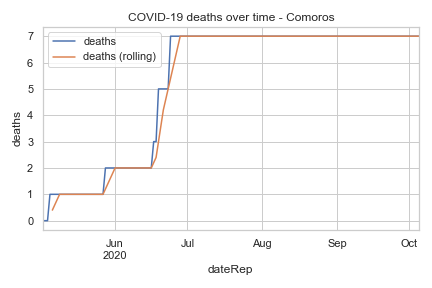 COVID-19 deaths over time - Comoros
deaths
deaths (rolling)
7
6
5
4
3
2
1
0
deaths
Jun
2020
Jul
Aug
Sep
Oct
dateRep